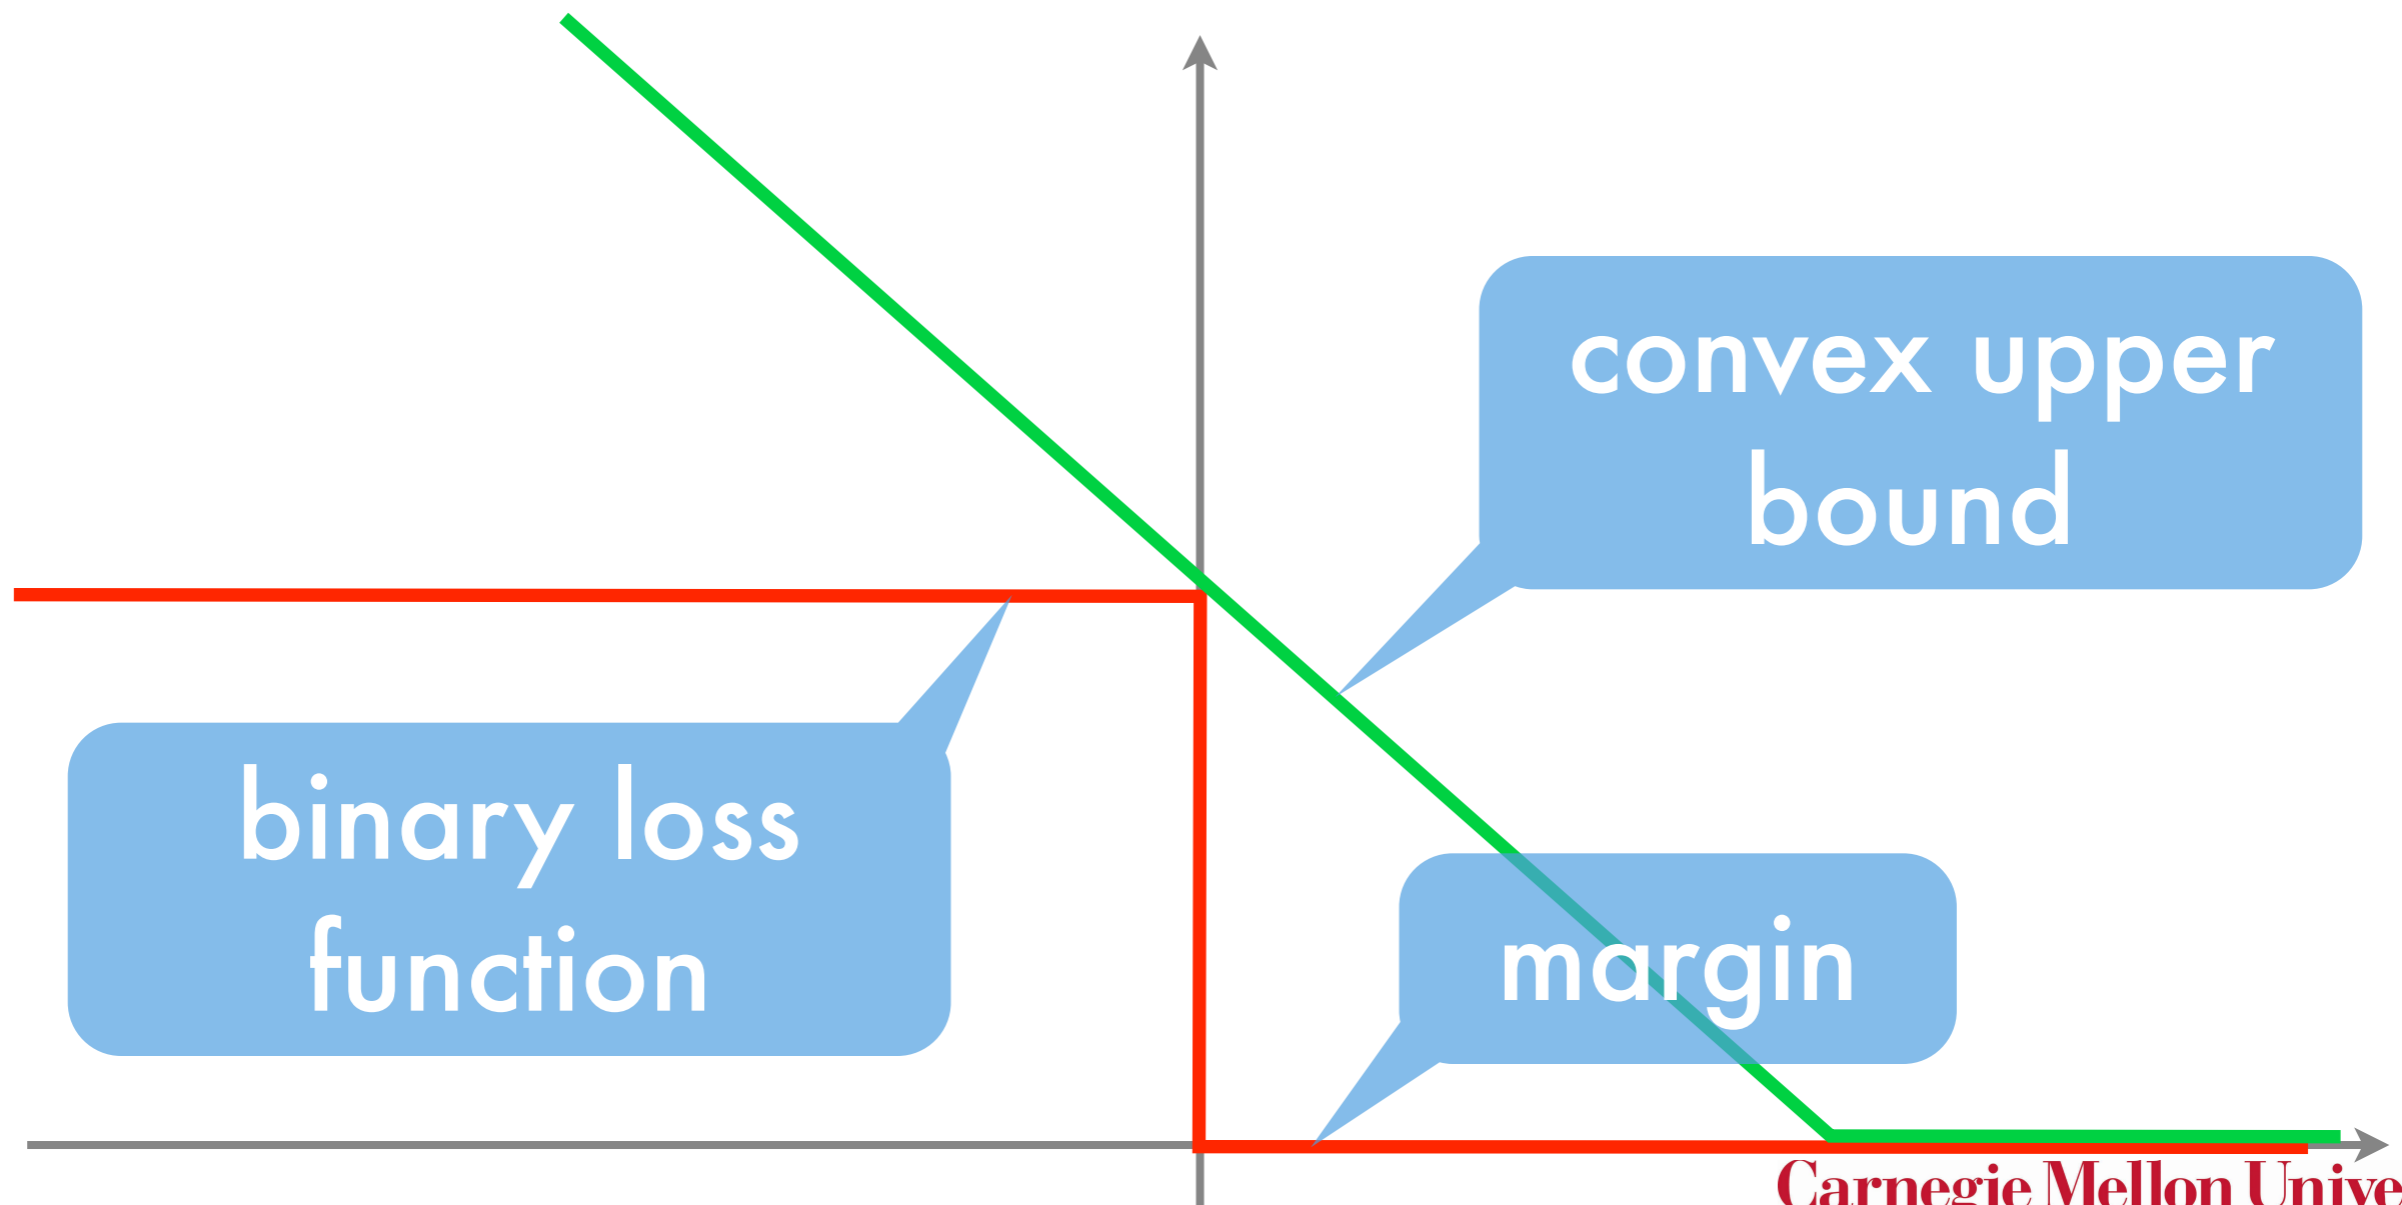 convex upper
bound
binary loss
function
margin
Carnegie Mellon